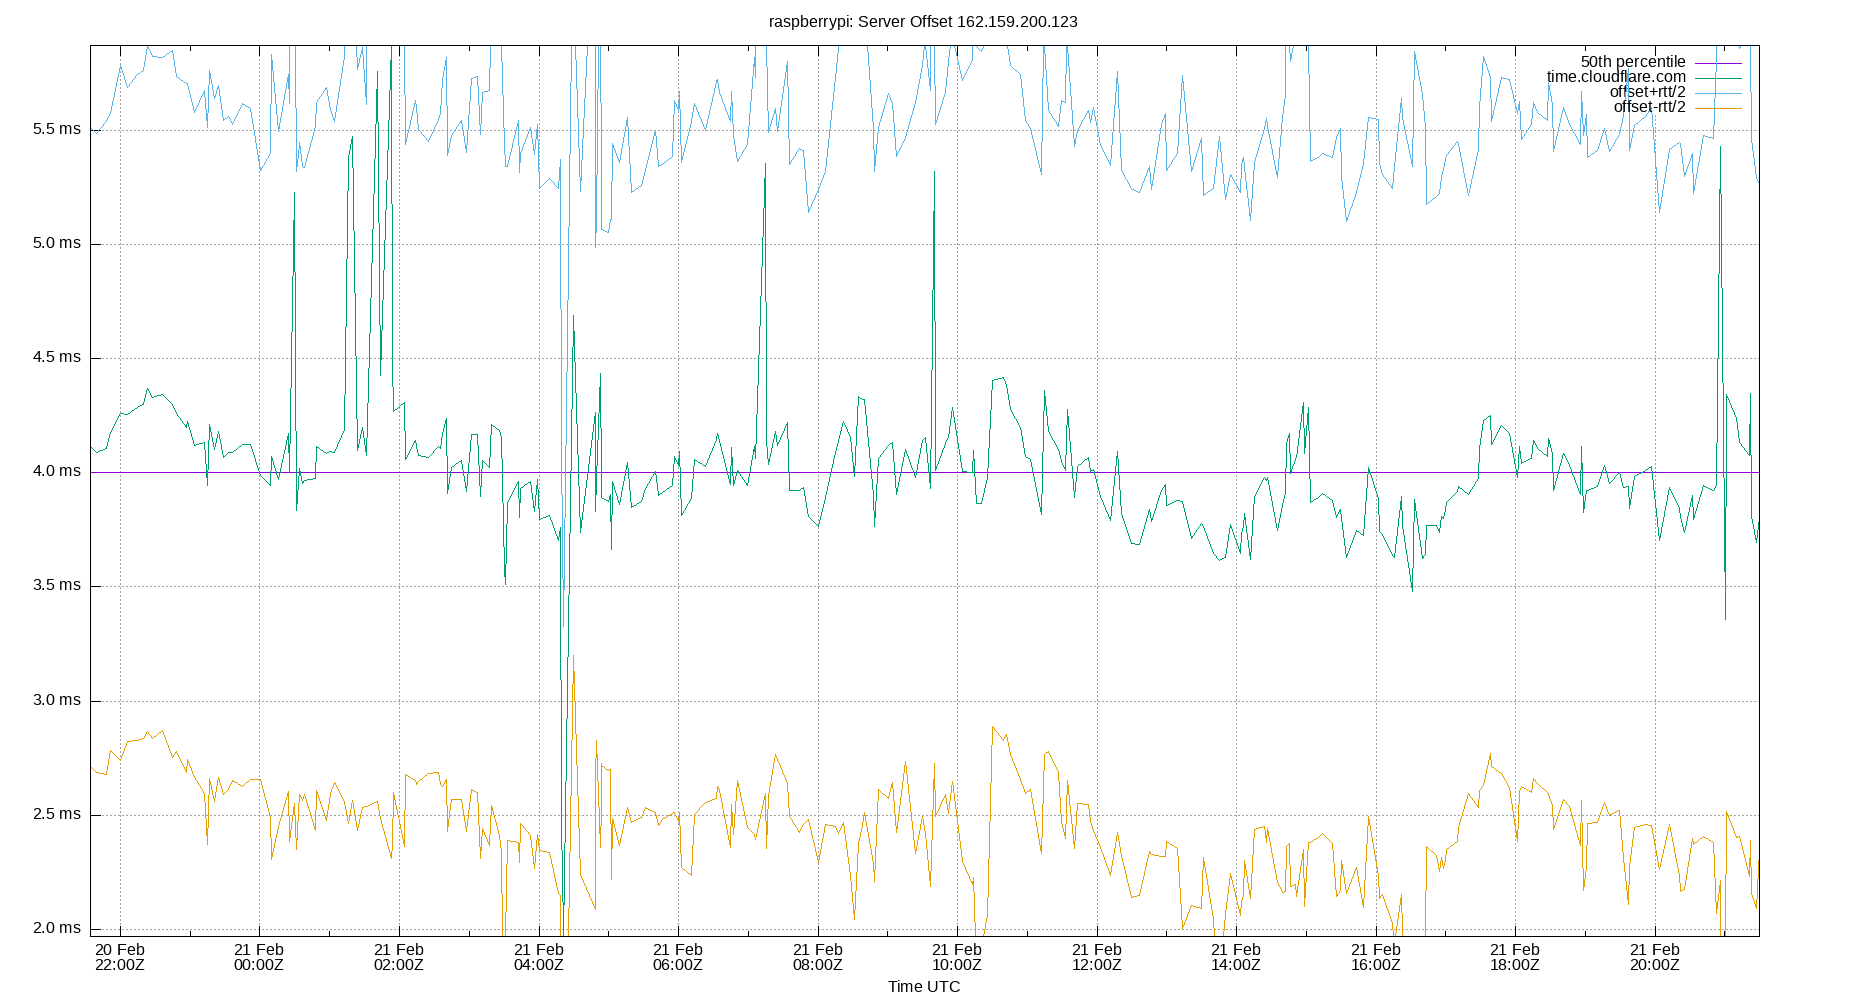 raspberrypi: Server Offset 162.159.200.123
50th percentile
time.cloudflare.com
offset+rtt/2
offset-rtt/2
5.5 ms
5.0 ms
4.5 ms
4.0 ms
3.5 ms
3.0 ms
2.5 ms
2.0 ms
20 Feb 21 Feb 21 Feb 21 Feb 21 Feb 21 Feb 21 Feb 21 Feb 21 Feb 21 Feb 21 Feb 21 Feb
22:00Z 00:00Z 02:00Z 04:00Z 06:00Z 08:00Z 10:00Z 12:00Z 14:00Z 16:00Z 18:00Z 20:00Z
Time UTC